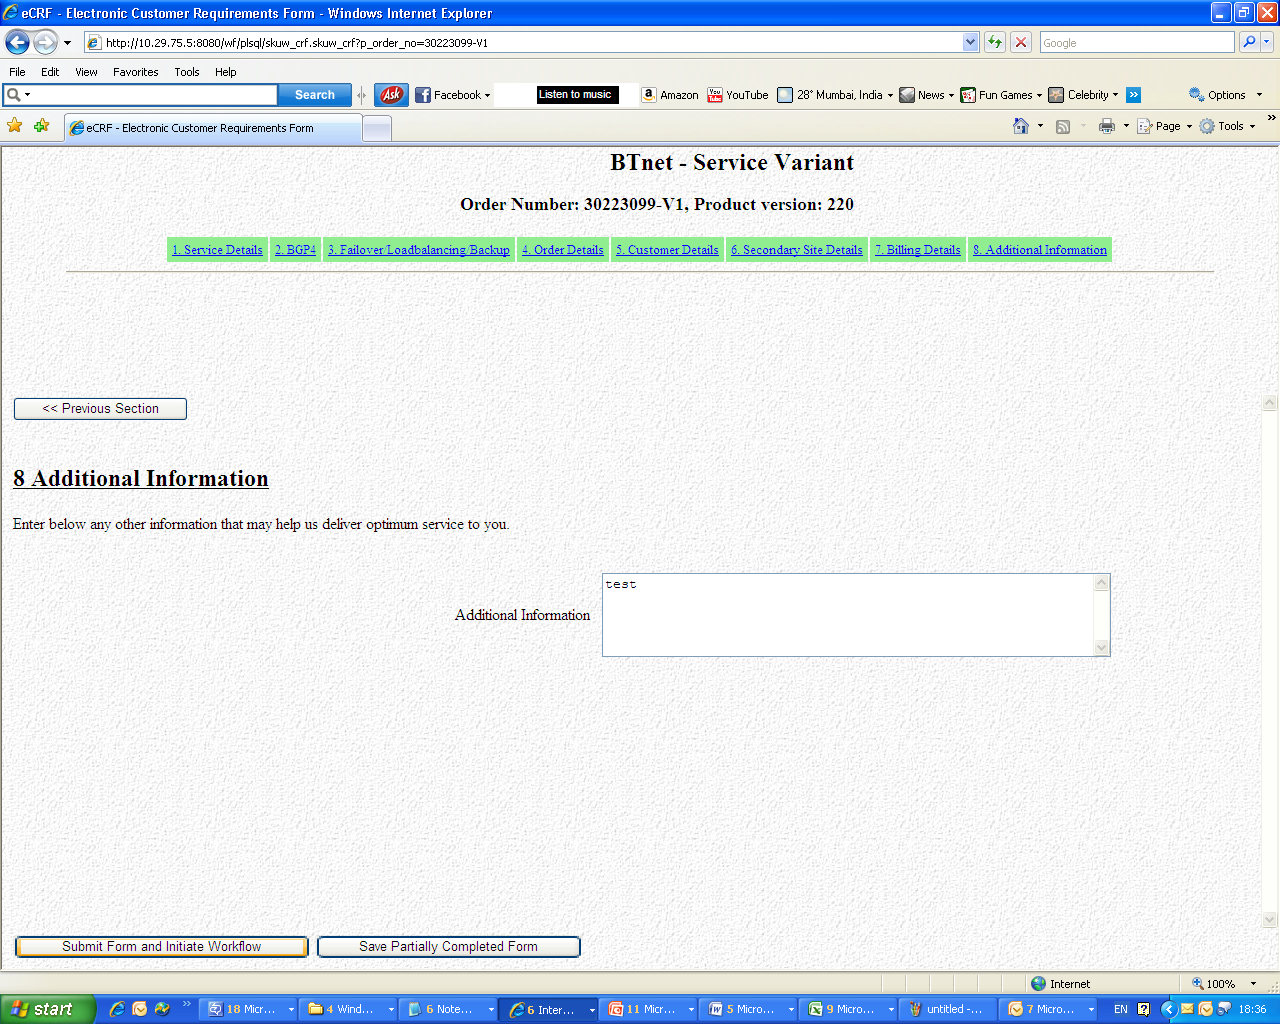 eCRF - Electronic Customer Requirements Form - Windows Internet Explorer
http://10.29.75.5:8080/wf/plsql/skuw_crf.skuw_crf?p_order_no=30223099-V1
Google
File Edit View Favorites Tools Help
Search Ask Facebook Listen to music Amazon YouTube 28° Mumbai, India News Fun Games Celebrity Options
eCRF - Electronic Customer Requirements Form Page Tools
BTnet - Service Variant
Order Number: 30223099-V1, Product version: 220
1. Service Details 2. BGP4 3. Failover/Loadbalancing/Backup 4. Order Details 5. Customer Details 6. Secondary Site Details 7. Billing Details 8. Additional Information
<< Previous Section
8 Additional Information
Enter below any other information that may help us deliver optimum service to you.
test
Additional Information
Submit Form and Initiate Workflow Save Partially Completed Form
Internet 100%
start 18 Micr... 4 Wind... 6 Note... 6 Inter... 11 Micro... 5 Micro... 9 Micro... untitled -... 7 Micro... EN 18:36